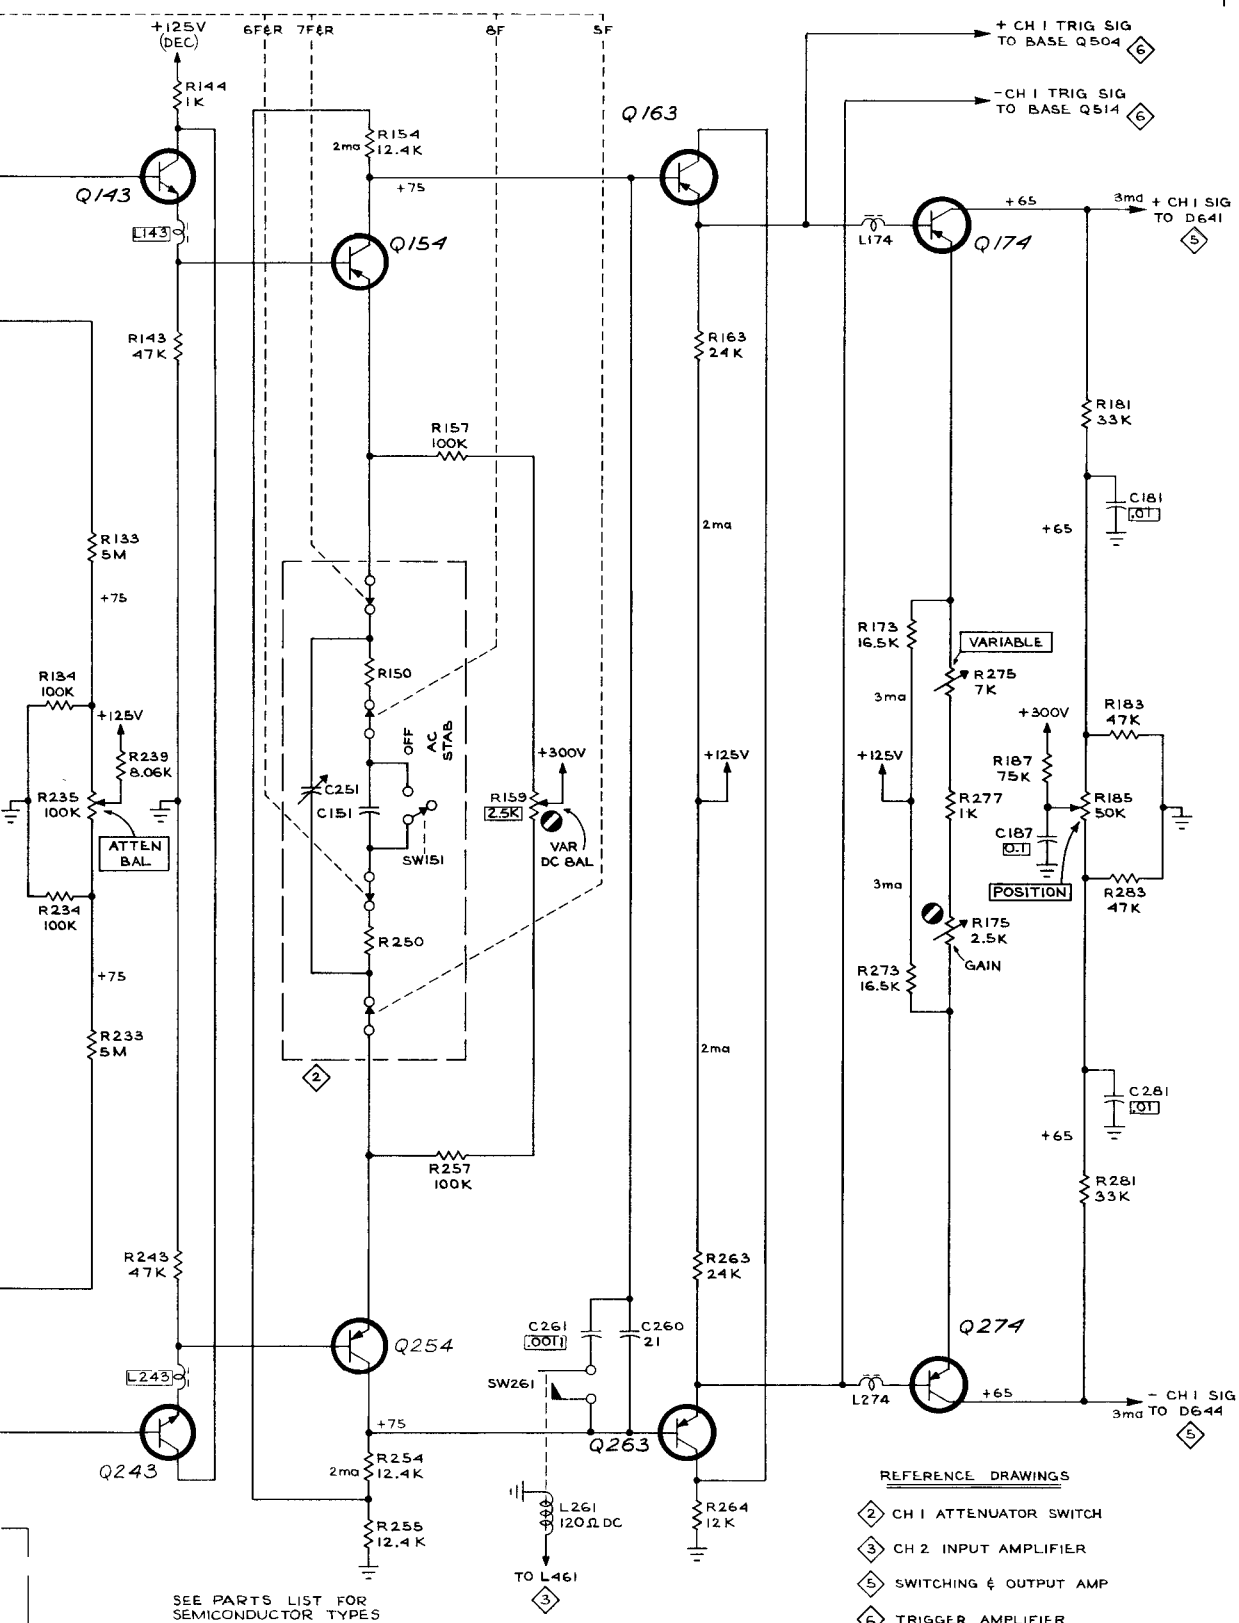 +125V
(DEC)
6F&R
7F&R
8F
5F
+ CH 1 TRIG SIG
TO BASE Q504
6
-CH 1 TRIG SIG
TO BASE Q514
6
R144
1K
Q163
R154
12.4K
2ma
+75
Q143
L143
Q154
L174
Q174
+65
3ma
+ CH 1 SIG
TO D641
5
R143
47K
R163
24K
R157
100K
R181
33K
C181
.01
+65
2ma
R133
5M
+75
R173
16.5K
VARIABLE
R275
7K
3ma
R150
R134
100K
+125V
R239
8.06K
OFF
AC
STAB
+300V
+125V
+125V
+300V
R183
47K
R187
75K
R235
100K
C251
C151
R159
2.5K
R277
1K
R185
50K
C187
0.1
ATTEN
BAL
SW151
VAR
DC BAL
3ma
POSITION
R283
47K
R234
100K
R250
R175
2.5K
GAIN
+75
R273
16.5K
R233
5M
2ma
2
C281
.01
+65
R257
100K
R281
33K
R243
47K
R263
24K
C261
.0011
C260
21
Q274
Q254
L243
SW261
L274
+65
3ma
- CH 1 SIG
TO D644
5
+75
Q263
Q243
R254
12.4K
2ma
REFERENCE DRAWINGS
R255
12.4K
L261
120Ω DC
R264
12K
2 CH 1 ATTENUATOR SWITCH
3 CH 2 INPUT AMPLIFIER
TO L461
3
5 SWITCHING & OUTPUT AMP
SEE PARTS LIST FOR
SEMICONDUCTOR TYPES
6 TRIGGER AMPLIFIER